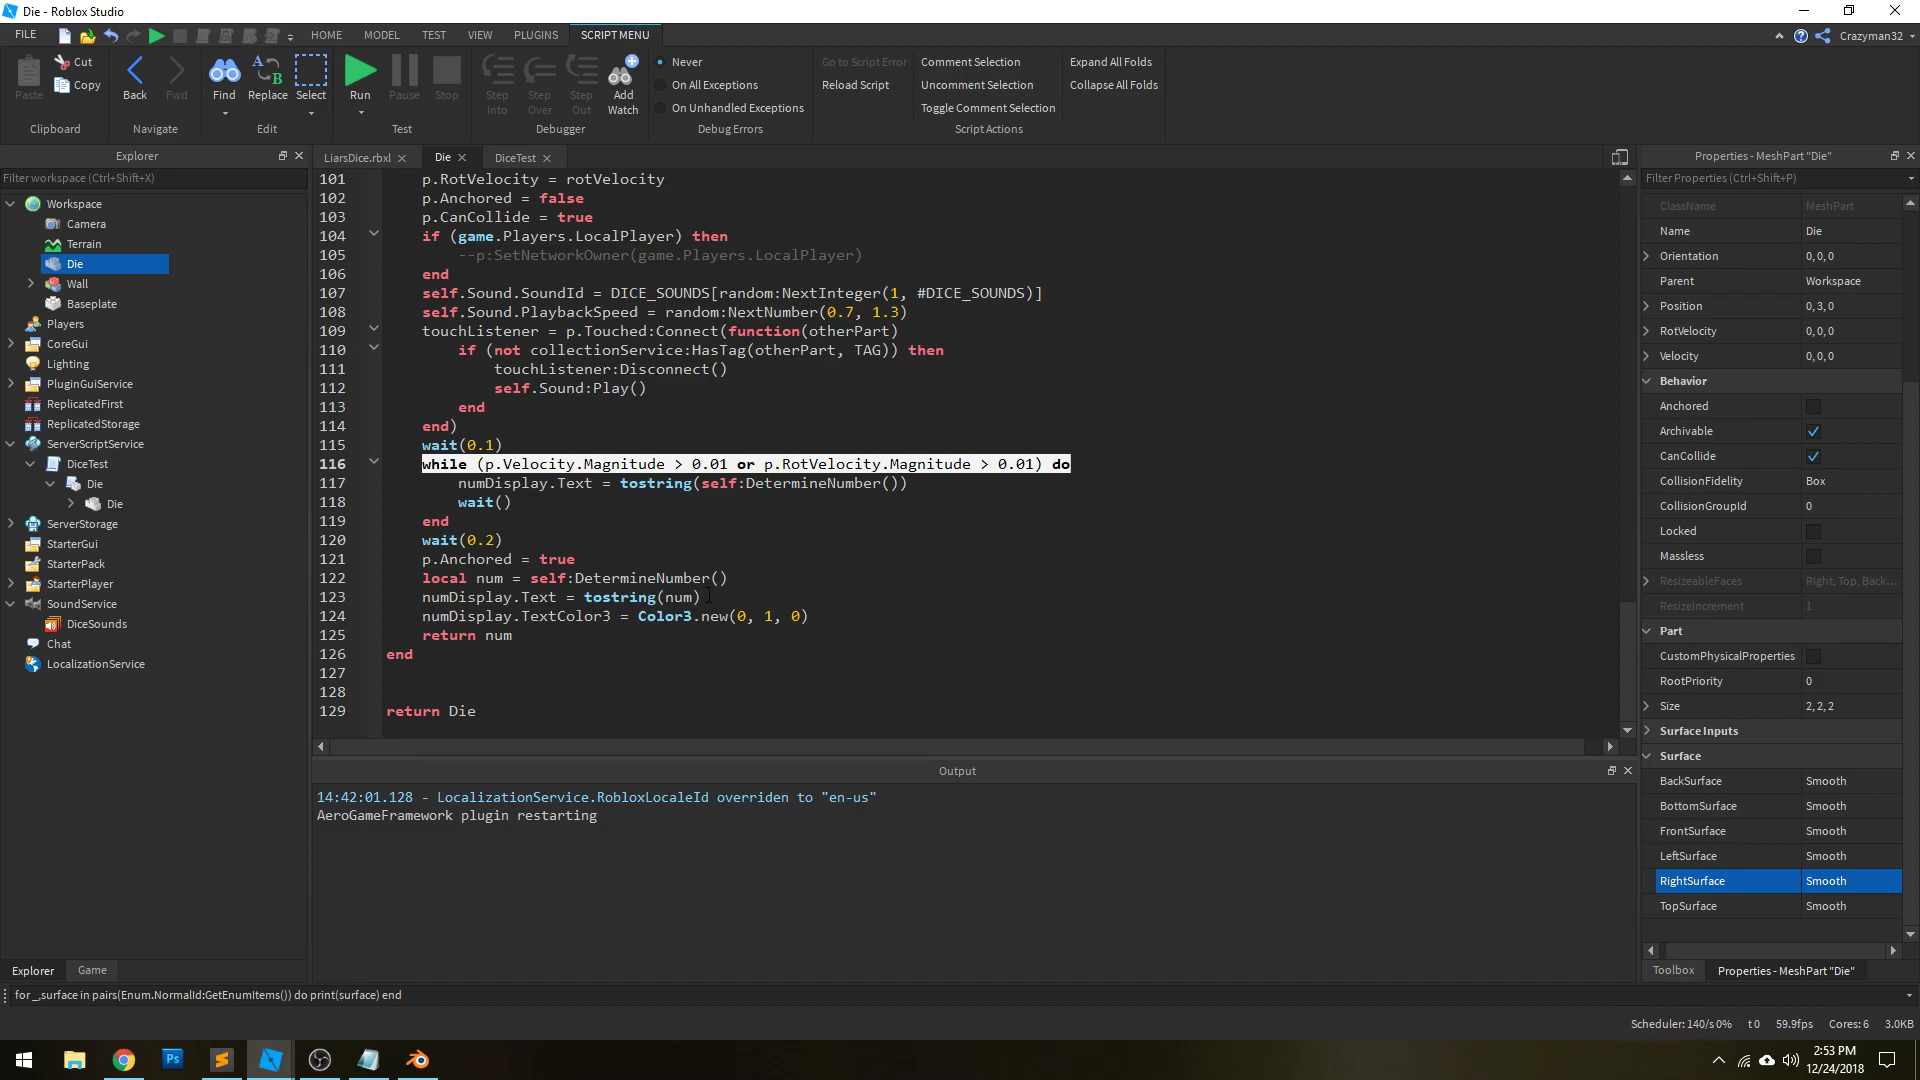 Die - Roblox Studio
FILE
HOME
MODEL
TEST
VIEW
PLUGINS
SCRIPT MENU
Crazyman32
Paste
Cut
Copy
Clipboard
Back
Fwd
Navigate
Find
Replace
Select
Edit
Run
Pause
Stop
Test
Step Into
Step Over
Step Out
Add Watch
Debugger
Never
On All Exceptions
On Unhandled Exceptions
Debug Errors
Go to Script Error
Reload Script
Comment Selection
Uncomment Selection
Toggle Comment Selection
Script Actions
Expand All Folds
Collapse All Folds
Explorer
Filter workspace (Ctrl+Shift+X)
Workspace
Camera
Terrain
Die
Wall
Baseplate
Players
CoreGui
Lighting
PluginGuiService
ReplicatedFirst
ReplicatedStorage
ServerScriptService
DiceTest
Die
Die
ServerStorage
StarterGui
StarterPack
StarterPlayer
SoundService
DiceSounds
Chat
LocalizationService
Explorer
Game
LiarsDice.rbxl
Die
DiceTest
101 p.RotVelocity = rotVelocity
102 p.Anchored = false
103 p.CanCollide = true
104 if (game.Players.LocalPlayer) then
105 --p:SetNetworkOwner(game.Players.LocalPlayer)
106 end
107 self.Sound.SoundId = DICE_SOUNDS[random:NextInteger(1, #DICE_SOUNDS)]
108 self.Sound.PlaybackSpeed = random:NextNumber(0.7, 1.3)
109 touchListener = p.Touched:Connect(function(otherPart)
110 if (not collectionService:HasTag(otherPart, TAG)) then
111 touchListener:Disconnect()
112 self.Sound:Play()
113 end
114 end)
115 wait(0.1)
116 while (p.Velocity.Magnitude > 0.01 or p.RotVelocity.Magnitude > 0.01) do
117 numDisplay.Text = tostring(self:DetermineNumber())
118 wait()
119 end
120 wait(0.2)
121 p.Anchored = true
122 local num = self:DetermineNumber()
123 numDisplay.Text = tostring(num)
124 numDisplay.TextColor3 = Color3.new(0, 1, 0)
125 return num
126 end
127
128
129 return Die
Output
14:42:01.128 - LocalizationService.RobloxLocaleId overriden to "en-us"
AeroGameFramework plugin restarting
Properties - MeshPart "Die"
Filter Properties (Ctrl+Shift+P)
ClassName MeshPart
Name Die
Orientation 0,0,0
Parent Workspace
Position 0,3,0
RotVelocity 0,0,0
Velocity 0,0,0
Behavior
Anchored
Archivable
CanCollide
CollisionFidelity Box
CollisionGroupId 0
Locked
Massless
ResizeableFaces Right, Top, Back...
ResizeIncrement 1
Part
CustomPhysicalProperties
RootPriority 0
Size 2,2,2
Surface Inputs
Surface
BackSurface Smooth
BottomSurface Smooth
FrontSurface Smooth
LeftSurface Smooth
RightSurface Smooth
TopSurface Smooth
Toolbox
Properties - MeshPart "Die"
for _,surface in pairs(Enum.NormalId:GetEnumItems()) do print(surface) end
Scheduler: 140/s 0% t 0 59.9fps Cores: 6 3.0KB
Ps
2:53 PM
12/24/2018